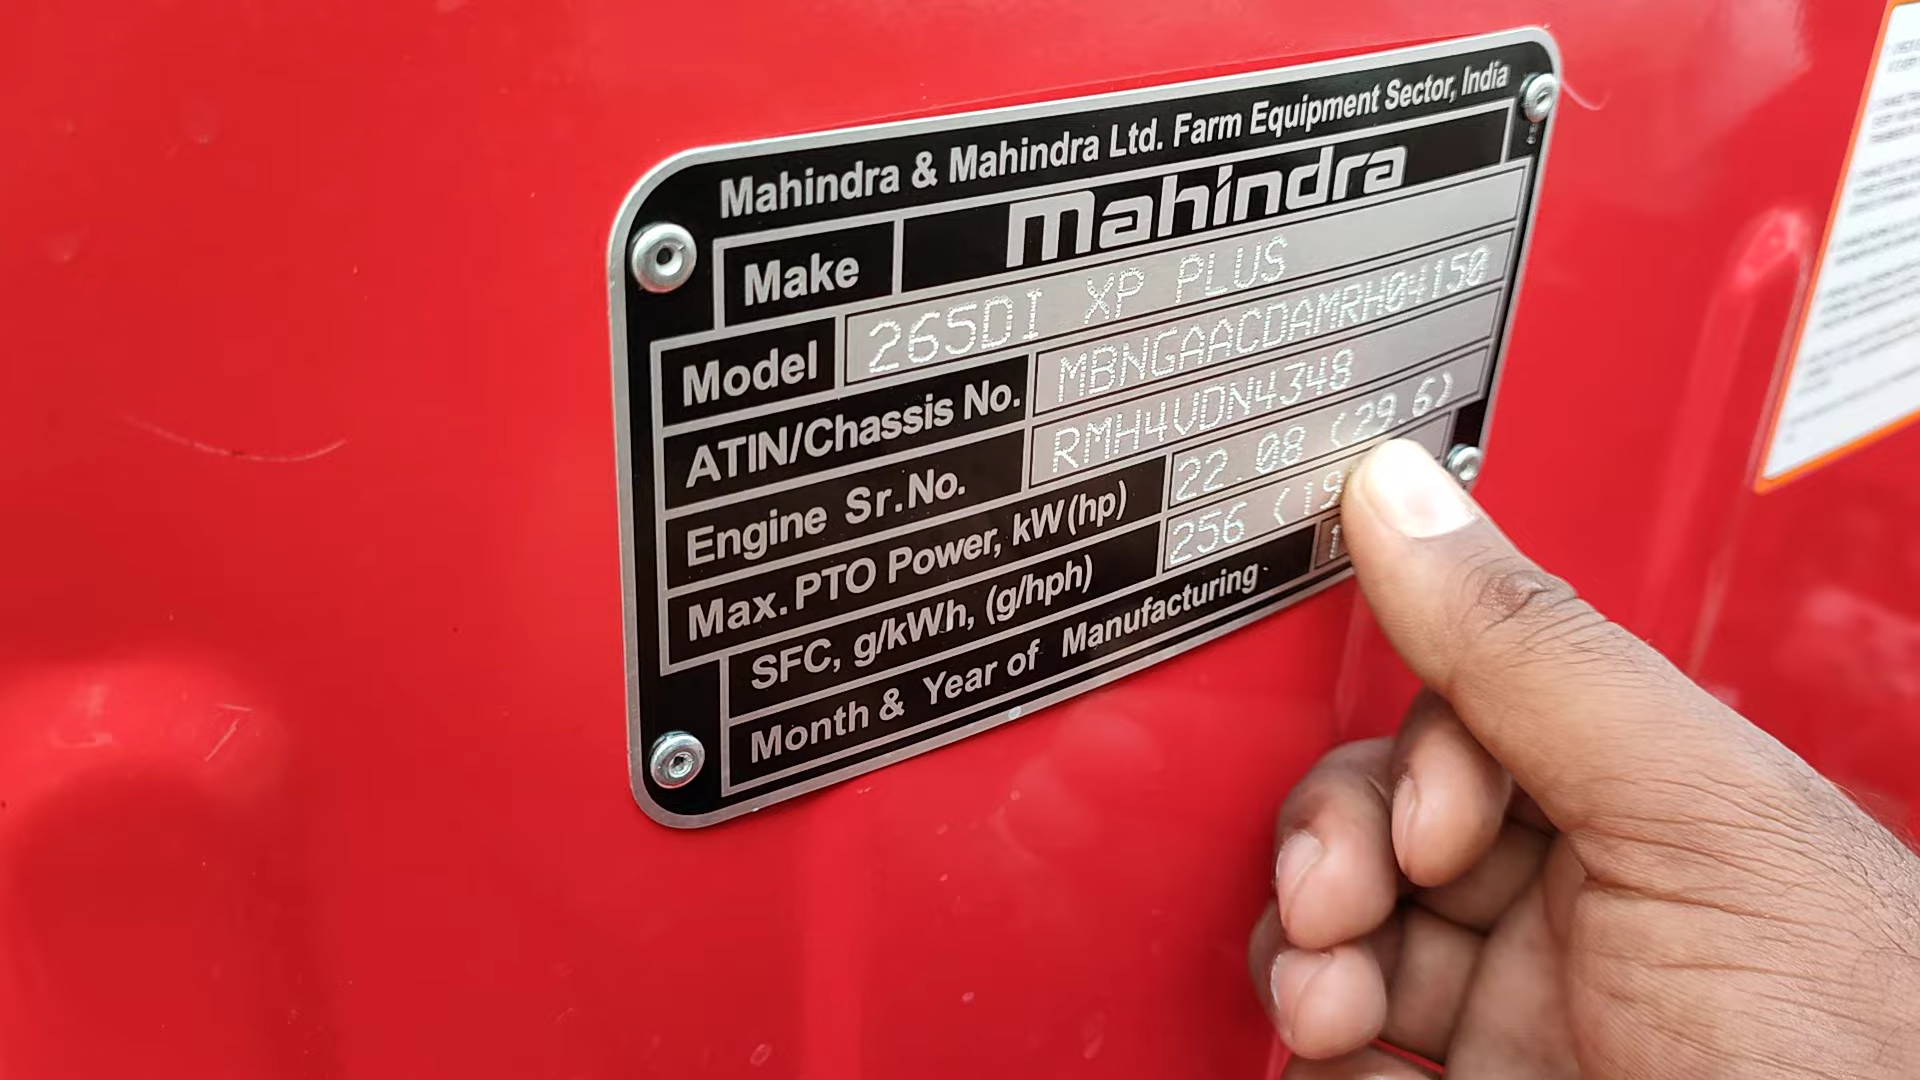 Mahindra & Mahindra Ltd. Farm Equipment Sector, India
Make Mahindra
Model 265DI XP PLUS
ATIN/Chassis No. MBNGAACDAMRH04150
Engine Sr.No. RMH4VDN4348
Max.PTO Power, kW(hp) 22.08 (29.6)
SFC, g/kWh, (g/hph) 256 (19
Month & Year of Manufacturing 1